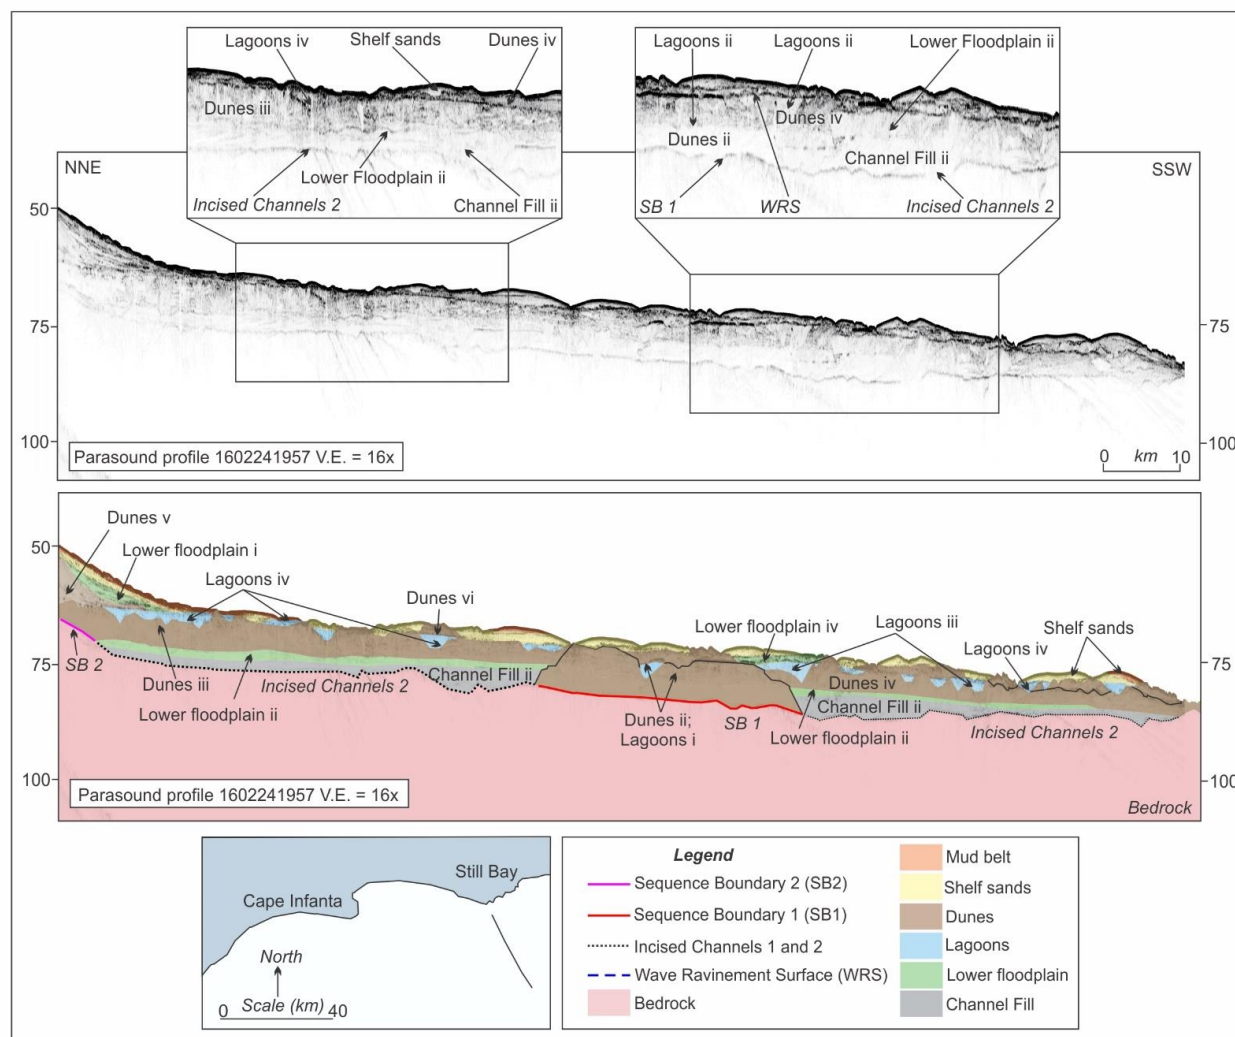 Lagoons iv
Shelf sands
Dunes iv
Dunes iii
Lower Floodplain ii
Incised Channels 2
Channel Fill ii
Lagoons ii
Lagoons ii
Lower Floodplain ii
Dunes iv
Dunes ii
Channel Fill ii
SB 1
WRS
Incised Channels 2
NNE
SSW
50
75
75
100
100
Parasound profile 1602241957 V.E. = 16x
0 km 10
Dunes v
50
Lower floodplain i
Lagoons iv
Dunes vi
Lower floodplain iv
Lagoons iii
Lagoons iv
Shelf sands
75
75
SB 2
Dunes iii
Incised Channels 2
Channel Fill ii
Lower floodplain ii
Dunes ii;
Lagoons i
SB 1
Dunes iv
Channel Fill ii
Lower floodplain ii
Incised Channels 2
100
100
Parasound profile 1602241957 V.E. = 16x
Bedrock
Still Bay
Cape Infanta
North
Scale (km)
0 40
Legend
Sequence Boundary 2 (SB2)
Sequence Boundary 1 (SB1)
Incised Channels 1 and 2
Wave Ravinement Surface (WRS)
Bedrock
Mud belt
Shelf sands
Dunes
Lagoons
Lower floodplain
Channel Fill